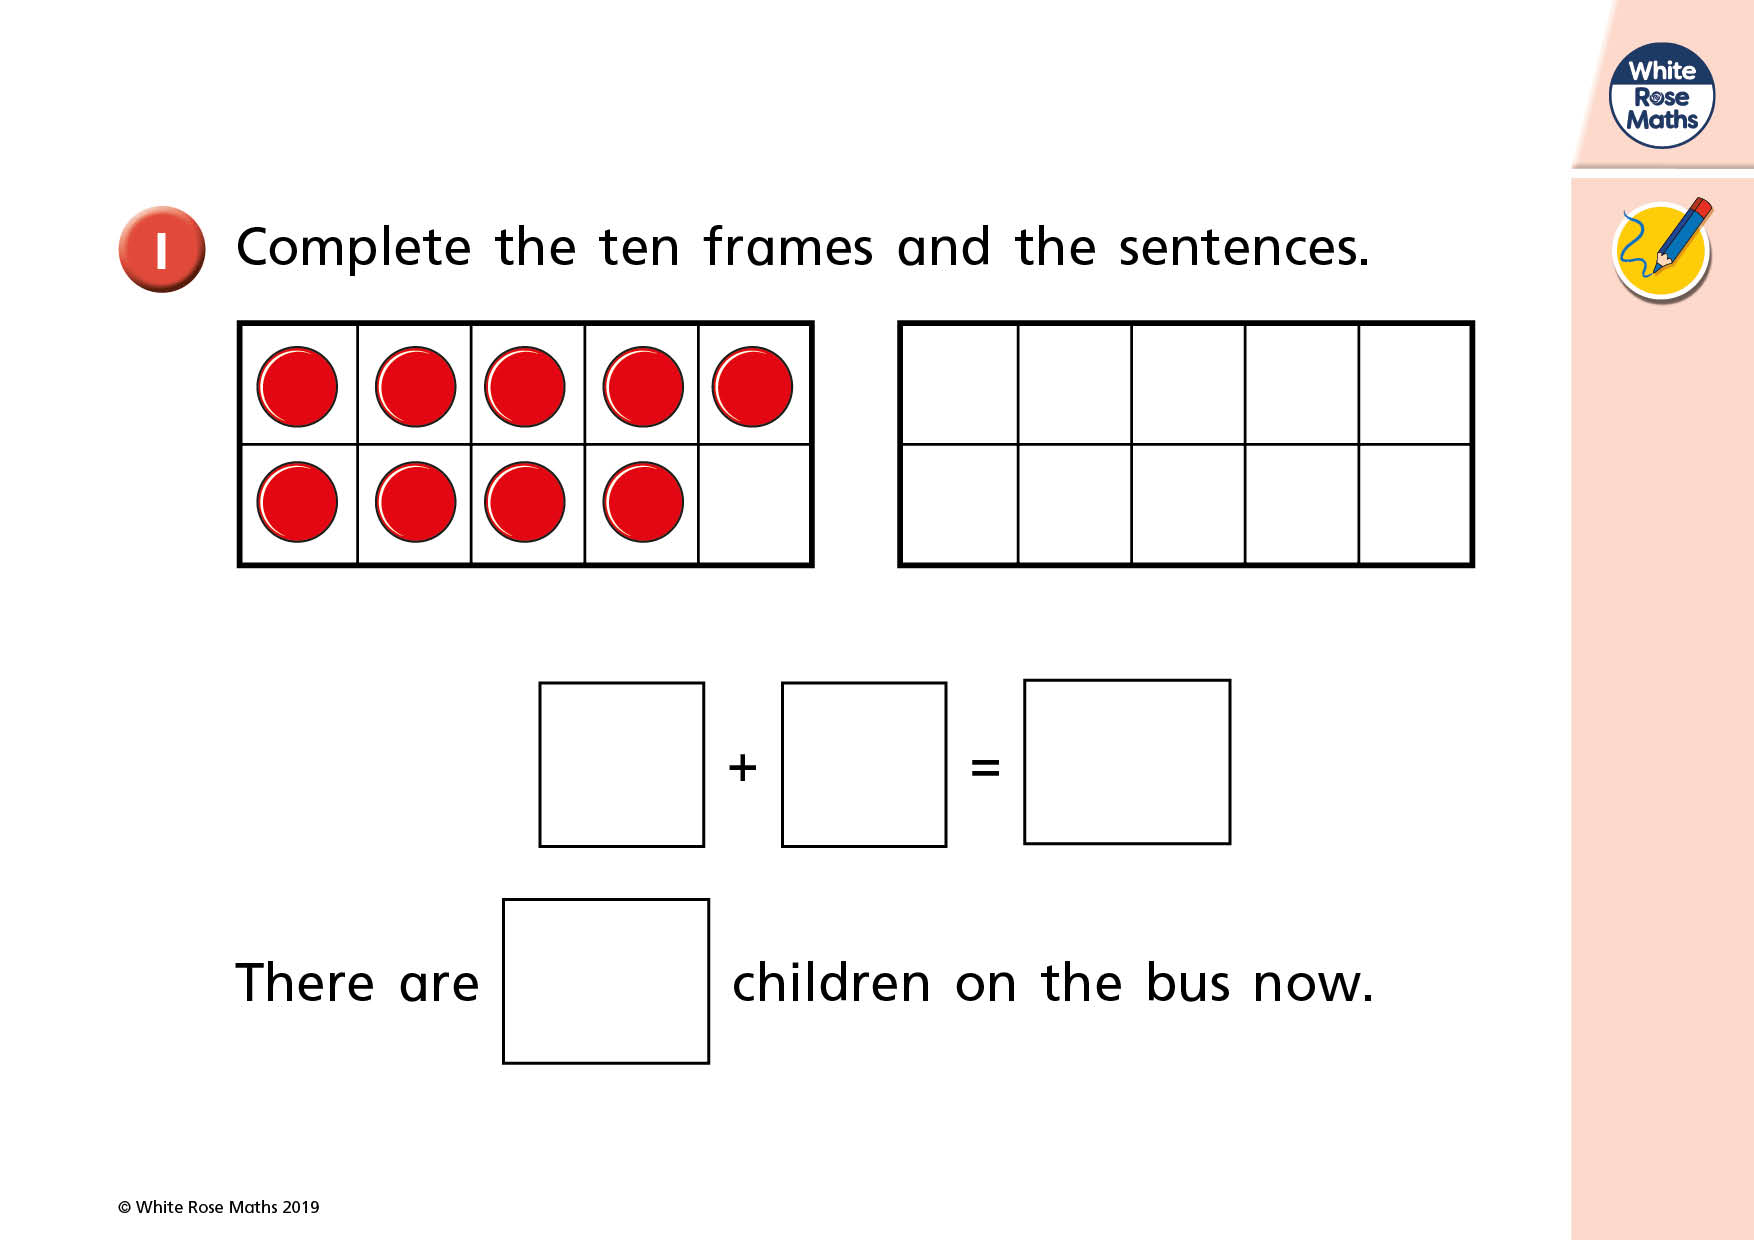 White
Rose
Maths
1 Complete the ten frames and the sentences.
+ =
There are children on the bus now.
© White Rose Maths 2019